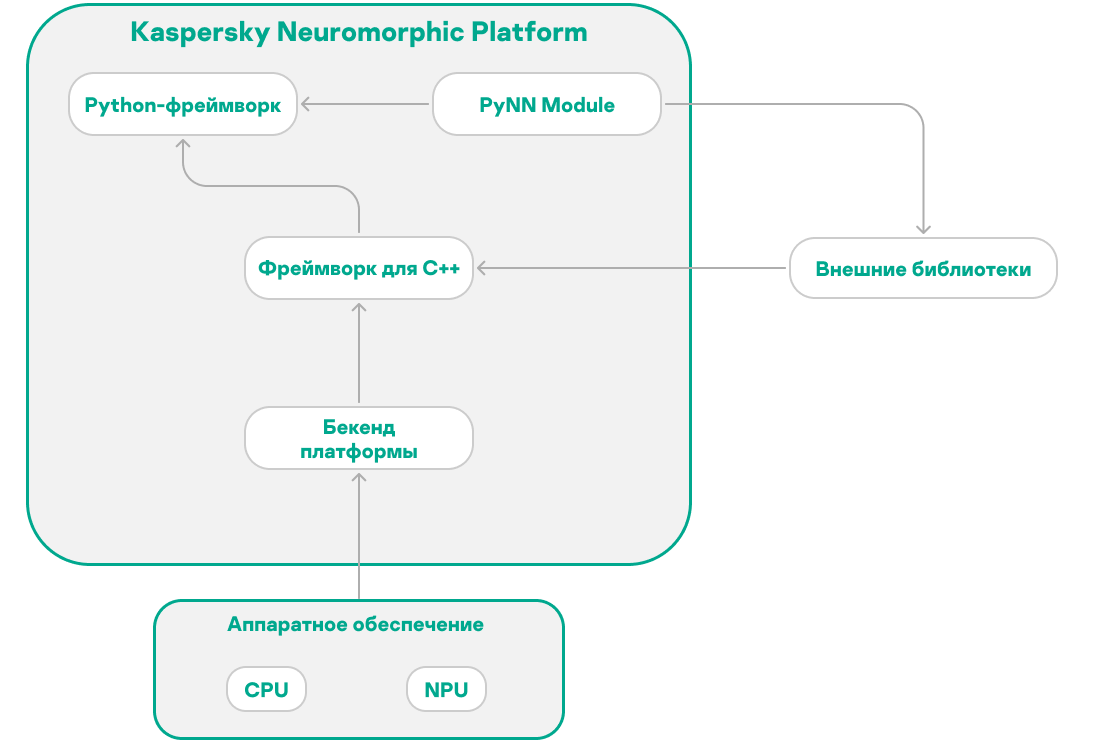 Kaspersky Neuromorphic Platform
Python-фреймворк
PyNN Module
Фреймворк для C++
Внешние библиотеки
Бекенд
платформы
Аппаратное обеспечение
CPU
NPU